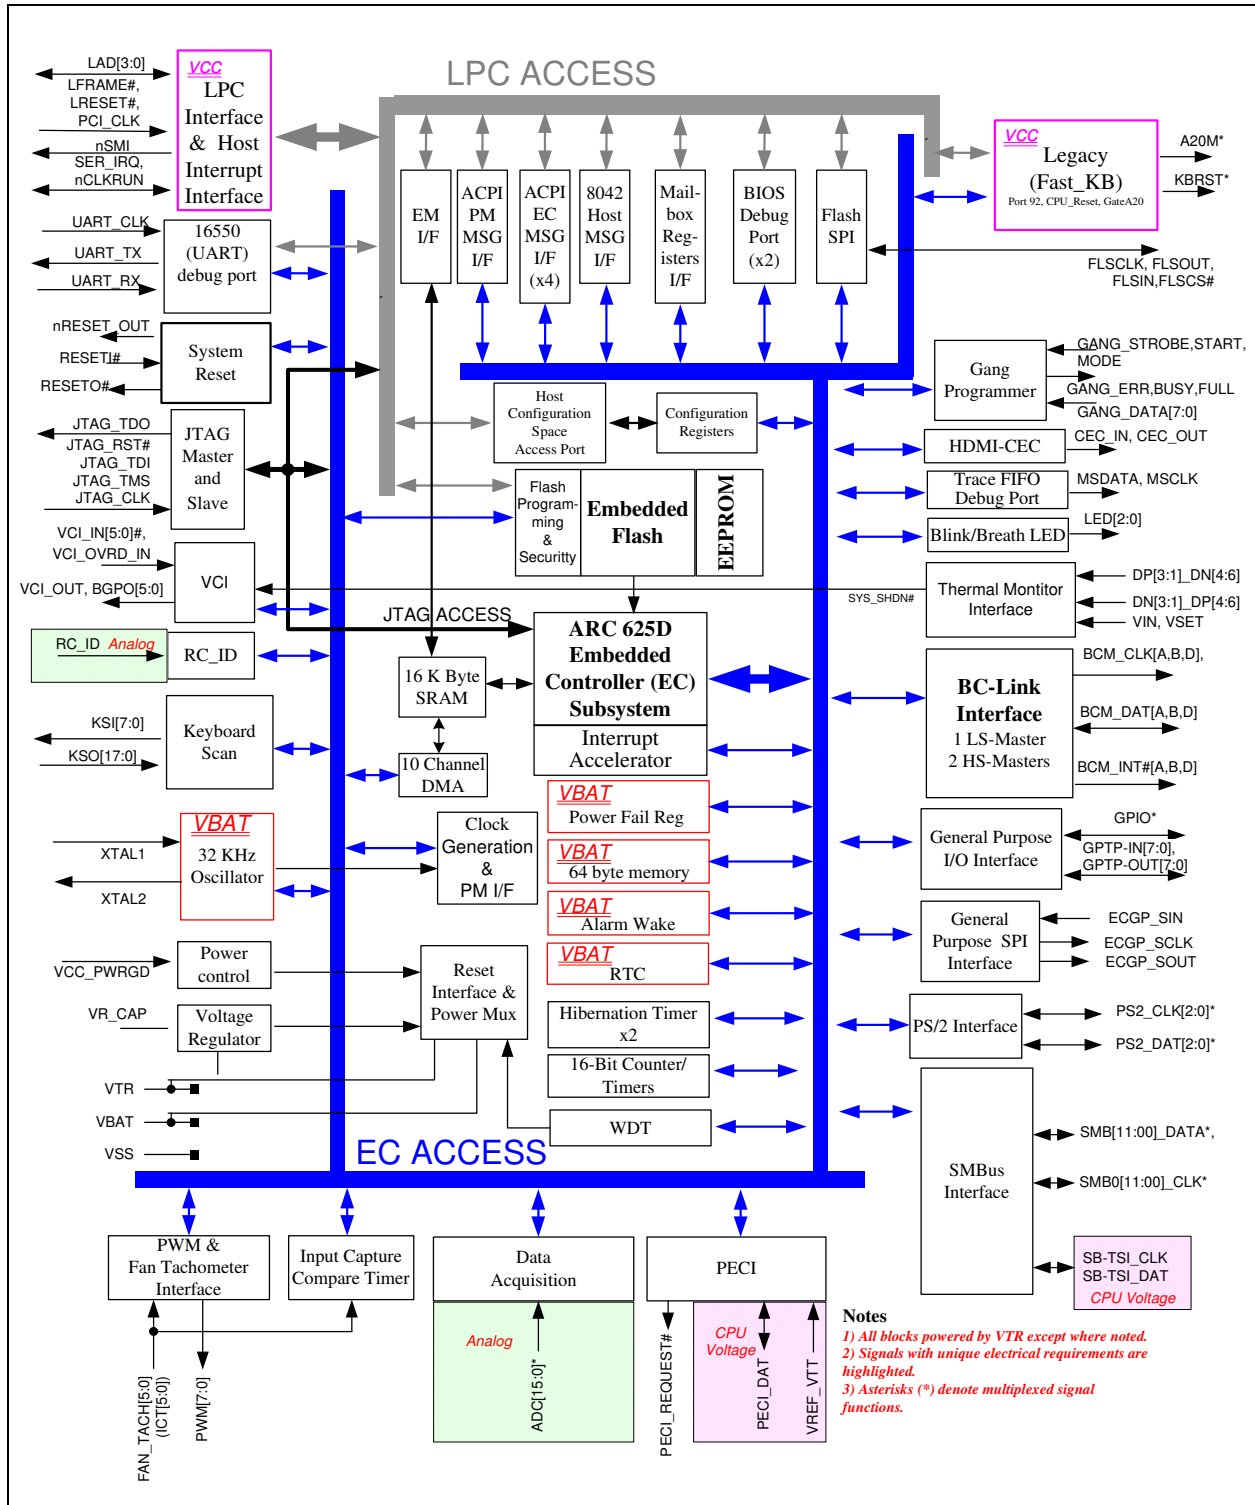 LPC ACCESS
LAD[3:0]
LFRAME#,
LRESET#,
PCI_CLK
nSMI
SER_IRQ,
nCLKRUN
VCC
LPC
Interface
& Host
Interrupt
Interface
UART_CLK
UART_TX
UART_RX
16550
(UART)
debug port
nRESET_OUT
RESETI#
RESETO#
System
Reset
JTAG_TDO
JTAG_RST#
JTAG_TDI
JTAG_TMS
JTAG_CLK
JTAG
Master
and
Slave
VCI_IN[5:0]#,
VCI_OVRD_IN
VCI_OUT, BGPO[5:0]
VCI
RC_ID Analog
RC_ID
KSI[7:0]
KSO[17:0]
Keyboard
Scan
XTAL1
XTAL2
VBAT
32 KHz
Oscillator
VCC_PWRGD
Power
control
VR_CAP
Voltage
Regulator
VTR
VBAT
VSS
EM
I/F
ACPI
PM
MSG
I/F
ACPI
EC
MSG
I/F
(x4)
8042
Host
MSG
I/F
Mail-
box
Reg-
isters
I/F
BIOS
Debug
Port
(x2)
Flash
SPI
VCC
Legacy
(Fast_KB)
Port 92, CPU_Reset, GateA20
A20M*
KBRST*
FLSCLK, FLSOUT,
FLSIN,FLSCS#
Host
Configuration
Space
Access Port
Configuration
Registers
Flash
Progra-
mming
&
Securitty
Embedded
Flash
EEPROM
JTAG ACCESS
SYS_SHDN#
ARC 625D
Embedded
Controller (EC)
Subsystem
Interrupt
Accelerator
16 K Byte
SRAM
10 Channel
DMA
Clock
Generation
&
PM I/F
VBAT
Power Fail Reg
VBAT
64 byte memory
VBAT
Alarm Wake
VBAT
RTC
Reset
Interface &
Power Mux
Hibernation Timer
x2
16-Bit Counter/
Timers
WDT
EC ACCESS
Gang
Programmer
GANG_STROBE,START,
MODE
GANG_ERR,BUSY,FULL
GANG_DATA[7:0]
HDMI-CEC
CEC_IN, CEC_OUT
Trace FIFO
Debug Port
MSDATA, MSCLK
Blink/Breath LED
LED[2:0]
Thermal Montitor
Interface
DP[3:1]_DN[4:6]
DN[3:1]_DP[4:6]
VIN, VSET
BC-Link
Interface
1 LS-Master
2 HS-Masters
BCM_CLK[A,B,D],
BCM_DAT[A,B,D]
BCM_INT#[A,B,D]
General Purpose
I/O Interface
GPIO*
GPTP-IN[7:0],
GPTP-OUT[7:0]
General
Purpose SPI
Interface
ECGP_SIN
ECGP_SCLK
ECGP_SOUT
PS/2 Interface
PS2_CLK[2:0]*
PS2_DAT[2:0]*
SMBus
Interface
SMB[11:00]_DATA*,
SMB0[11:00]_CLK*
SB-TSI_CLK
SB-TSI_DAT
CPU Voltage
PWM &
Fan Tachometer
Interface
FAN_TACH[5:0]
(ICT[5:0])
PWM[7:0]
Input Capture
Compare Timer
Data
Acquisition
Analog
ADC[15:0]*
PECI
PECI_REQUEST#
CPU
Voltage
PECI_DAT
VREF_VTT
Notes
1) All blocks powered by VTR except where noted.
2) Signals with unique electrical requirements are
highlighted.
3) Asterisks (*) denote multiplexed signal
functions.